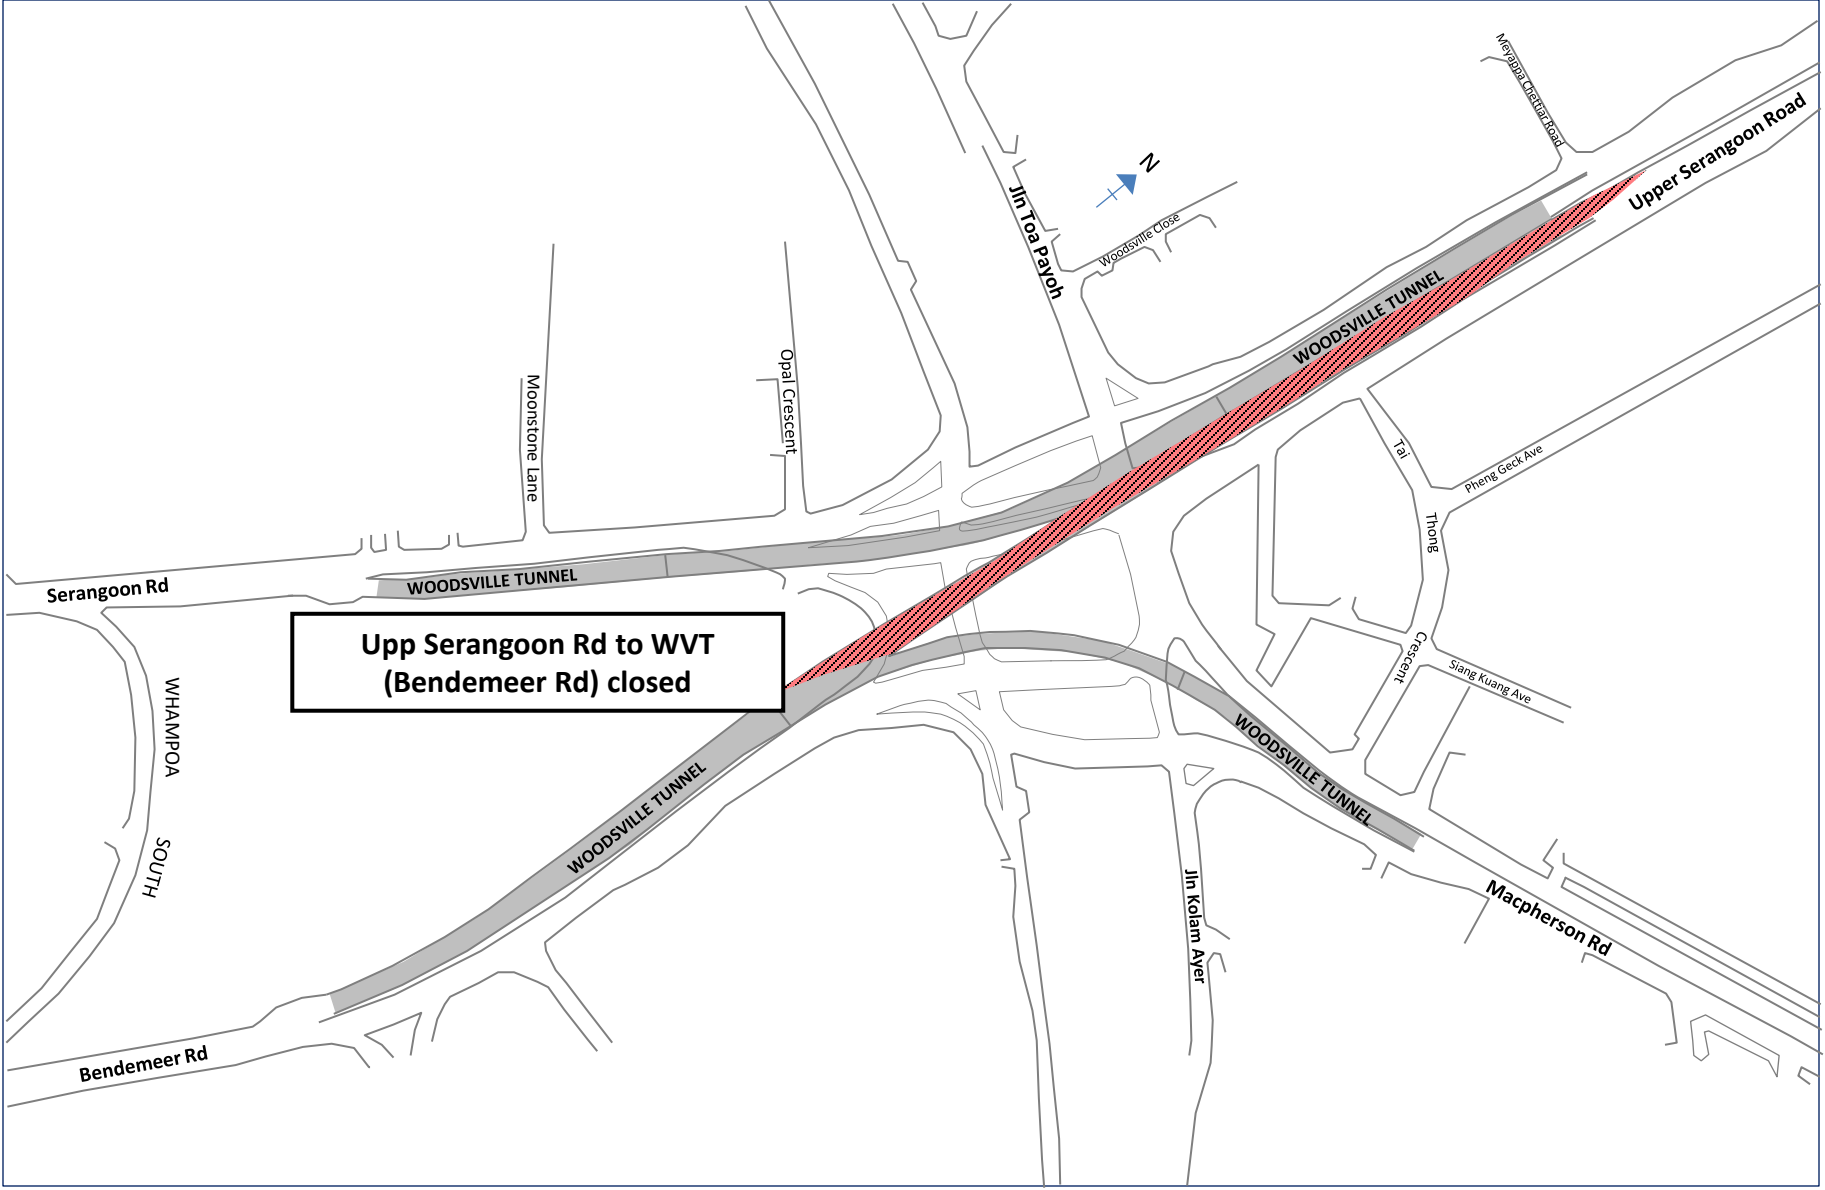 Meyappa Chettiar Road
Upper Serangoon Road
N
Jln Toa Payoh
Woodsville Close
WOODSVILLE TUNNEL
Opal Crescent
Moonstone Lane
Tai
Thong
Crescent
Pheng Geck Ave
Serangoon Rd
WOODSVILLE TUNNEL
Upp Serangoon Rd to WVT
(Bendemeer Rd) closed
Siang Kuang Ave
WHAMPOA
SOUTH
WOODSVILLE TUNNEL
WOODSVILLE TUNNEL
Jln Kolam Ayer
Macpherson Rd
Bendemeer Rd